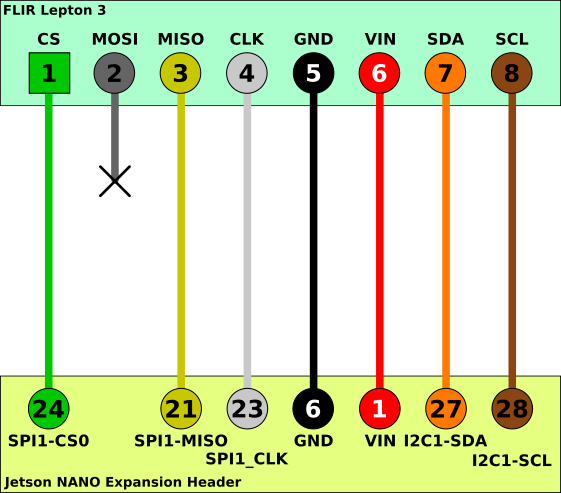 FLIR Lepton 3
CS MOSI MISO CLK GND VIN SDA SCL
1 2 3 4 5 6 7 8
24 21 23 6 1 27 28
SPI1-CS0 SPI1-MISO GND VIN I2C1-SDA
SPI1_CLK I2C1-SCL
Jetson NANO Expansion Header